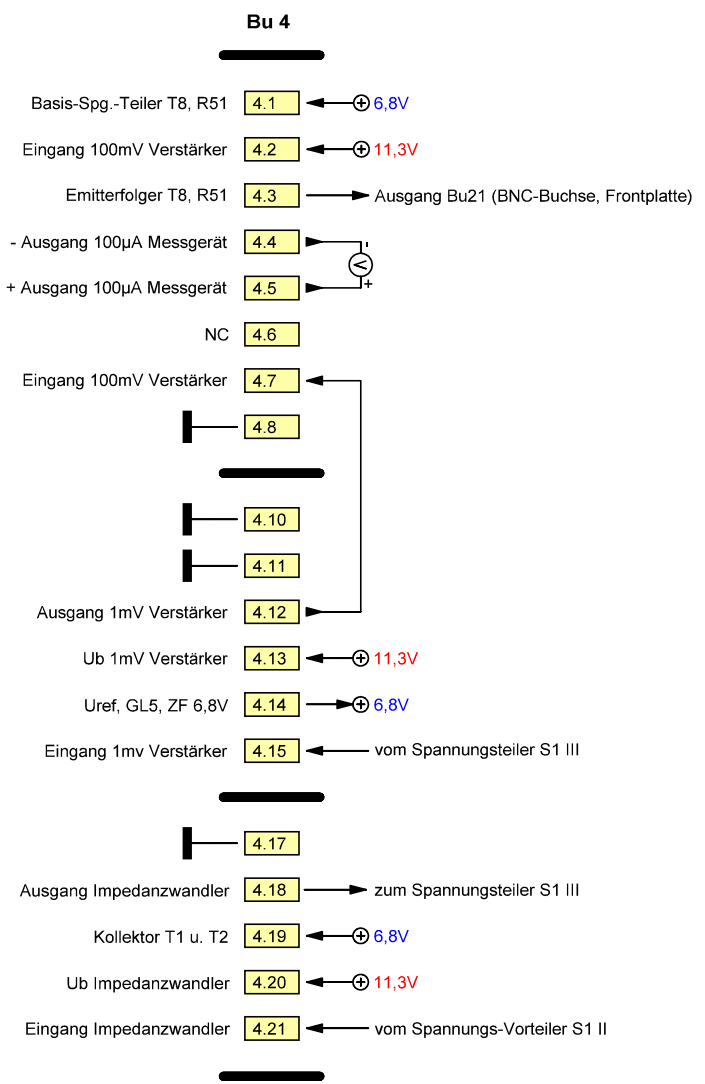 Bu 4
Basis-Spg.-Teiler T8, R51 4.1 6,8V
Eingang 100mV Verstärker 4.2 11,3V
Emitterfolger T8, R51 4.3 Ausgang Bu21 (BNC-Buchse, Frontplatte)
- Ausgang 100µA Messgerät 4.4 -
V
+ Ausgang 100µA Messgerät 4.5 +
NC 4.6
Eingang 100mV Verstärker 4.7
4.8
4.10
4.11
Ausgang 1mV Verstärker 4.12
Ub 1mV Verstärker 4.13 11,3V
Uref, GL5, ZF 6,8V 4.14 6,8V
Eingang 1mv Verstärker 4.15 vom Spannungsteiler S1 III
4.17
Ausgang Impedanzwandler 4.18 zum Spannungsteiler S1 III
Kollektor T1 u. T2 4.19 6,8V
Ub Impedanzwandler 4.20 11,3V
Eingang Impedanzwandler 4.21 vom Spannungs-Vorteiler S1 II